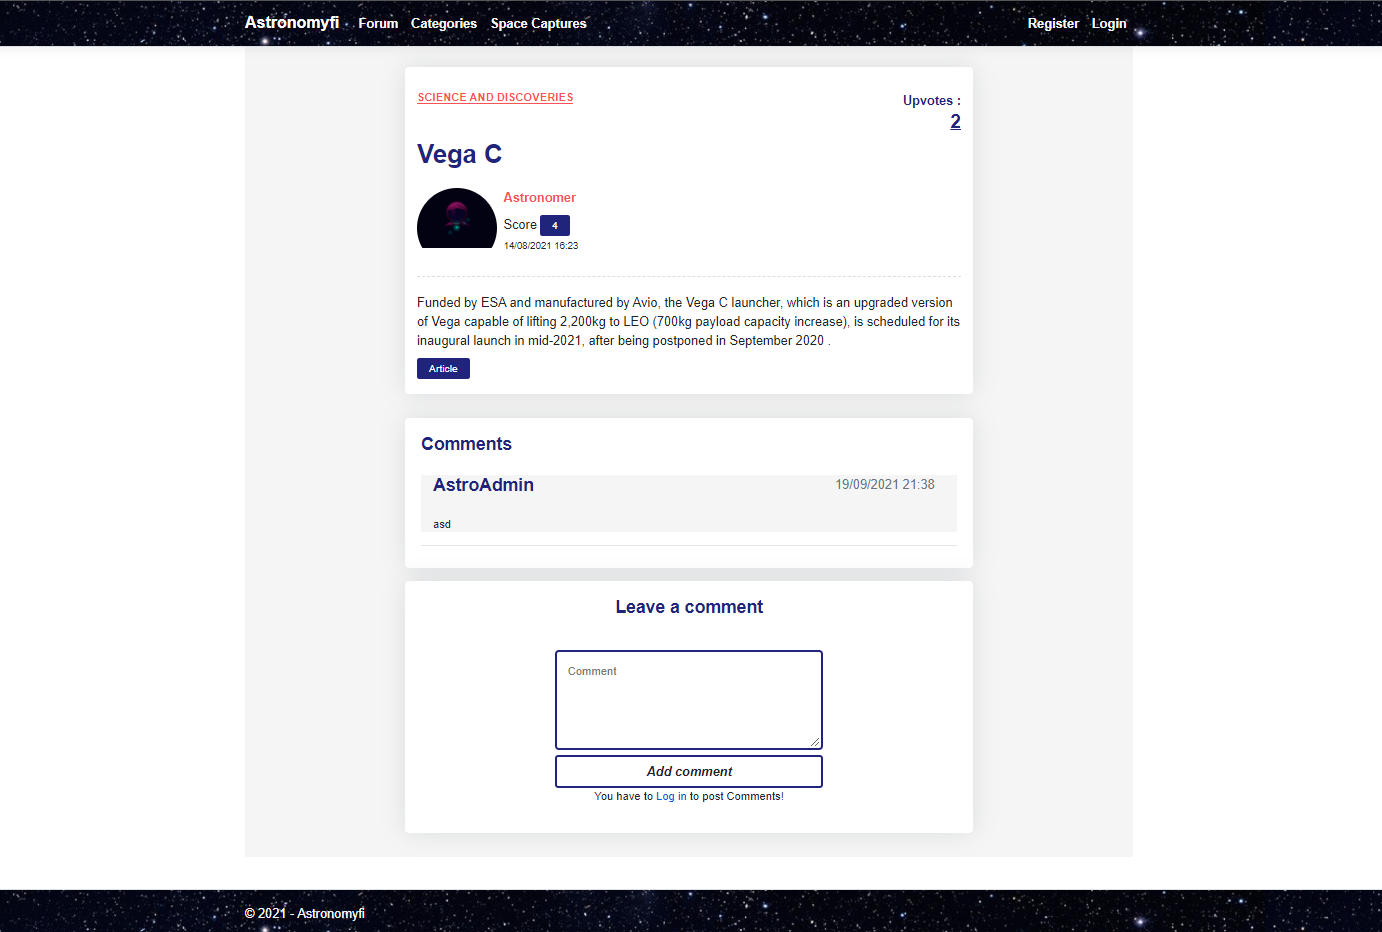 Astronomyfi Forum Categories Space Captures Register Login
SCIENCE AND DISCOVERIES
Upvotes :
2
Vega C
Astronomer
Score 4
14/08/2021 16:23
Funded by ESA and manufactured by Avio, the Vega C launcher, which is an upgraded version
of Vega capable of lifting 2,200kg to LEO (700kg payload capacity increase), is scheduled for its
inaugural launch in mid-2021, after being postponed in September 2020 .
Article
Comments
AstroAdmin 19/09/2021 21:38
asd
Leave a comment
Comment
Add comment
You have to Log in to post Comments!
© 2021 - Astronomyfi